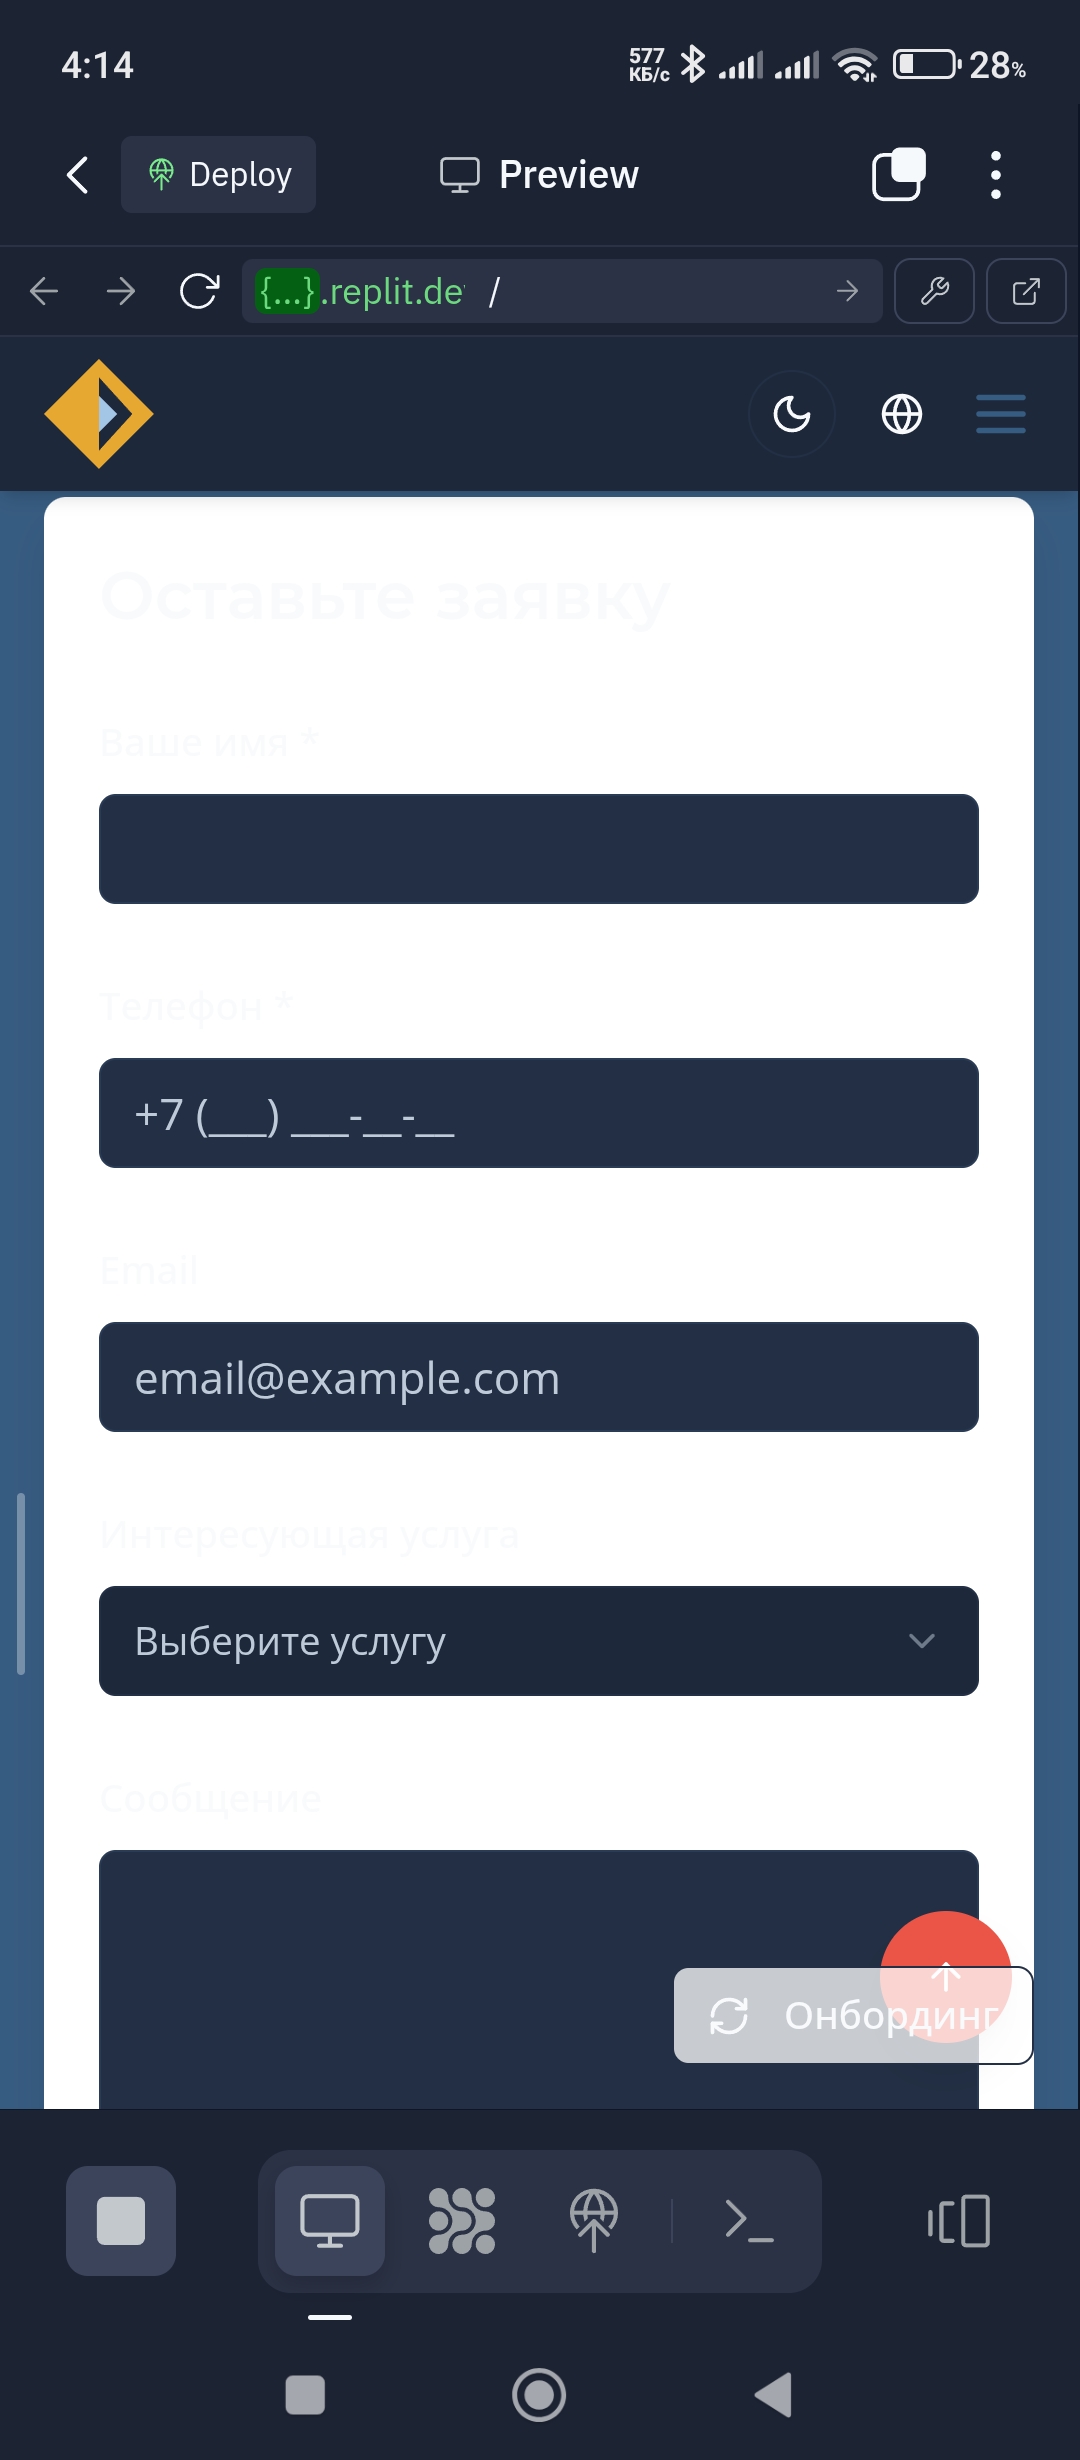 4:14
577
КБ/с
28%
Deploy
Preview
{...}.replit.de
/
Оставьте заявку
Ваше имя *
Телефон *
+7 (___) ___-__-__
Email
email@example.com
Интересующая услуга
Выберите услугу
Сообщение
Онбординг